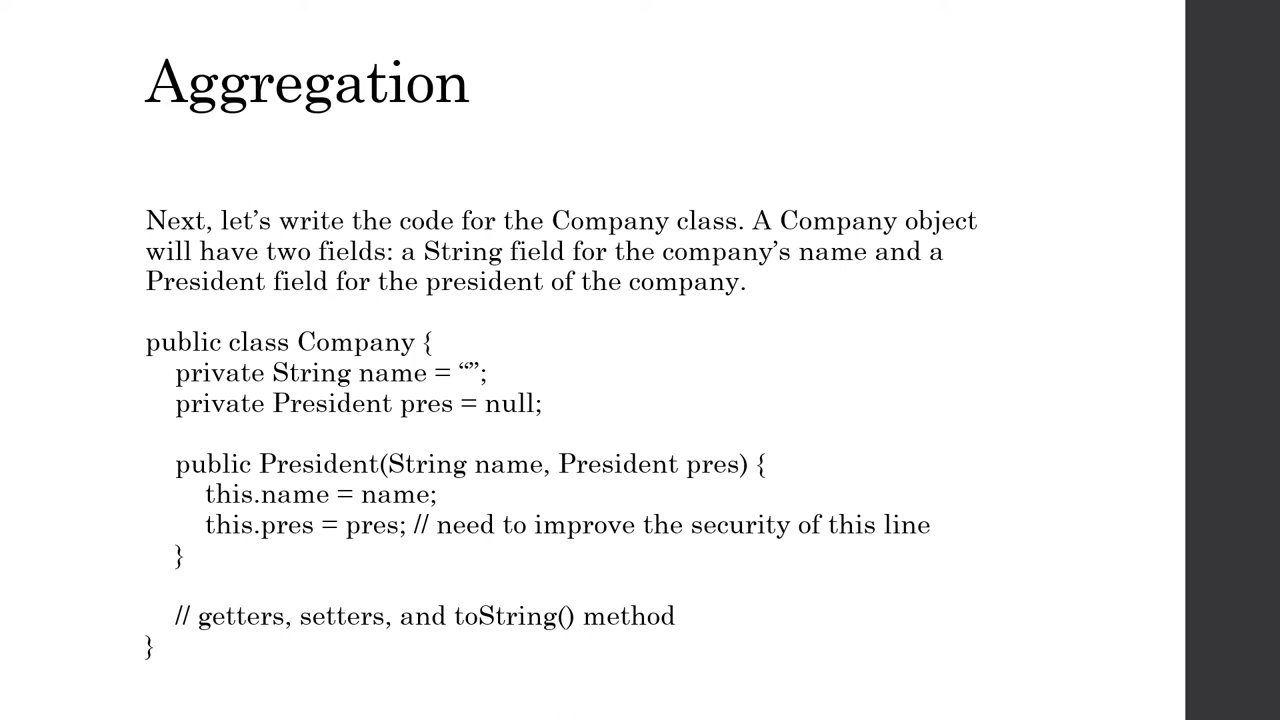 Aggregation
Next, let’s write the code for the Company class. A Company object
will have two fields: a String field for the company’s name and a
President field for the president of the company.
public class Company {
private String name = “”;
private President pres = null;
public President(String name, President pres) {
this.name = name;
this.pres = pres; // need to improve the security of this line
}
// getters, setters, and toString() method
}